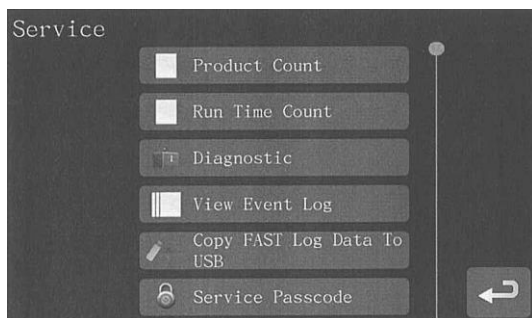 Service
Product Count
Run Time Count
Diagnostic
View Event Log
Copy FAST Log Data To
USB
Service Passcode